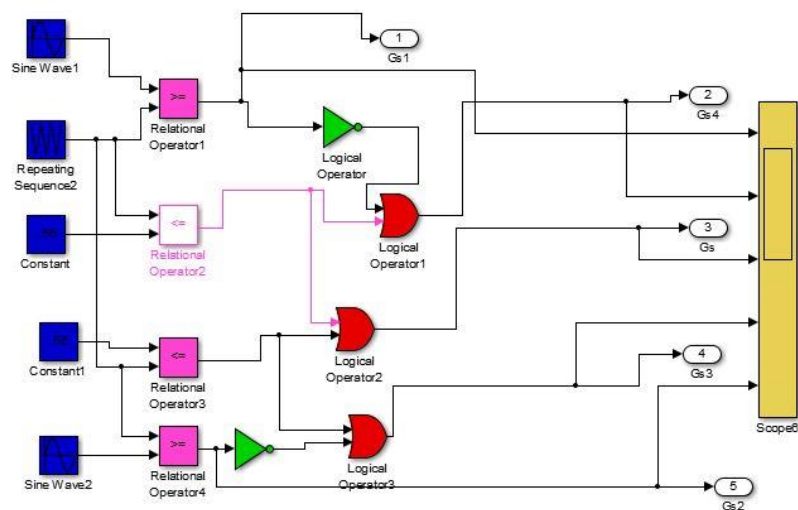 1
Gs1
Sine Wave1
>=
2
Gs4
Relational
Operator1
Logical
Operator
Repeating
Sequence2
<=
3
Gs
Constant
Relational
Operator2
Logical
Operator1
<=
4
Gs3
Constant1
Relational
Operator3
Logical
Operator2
>=
Scope6
Sine Wave2
Relational
Operator4
Logical
Operator3
5
Gs2